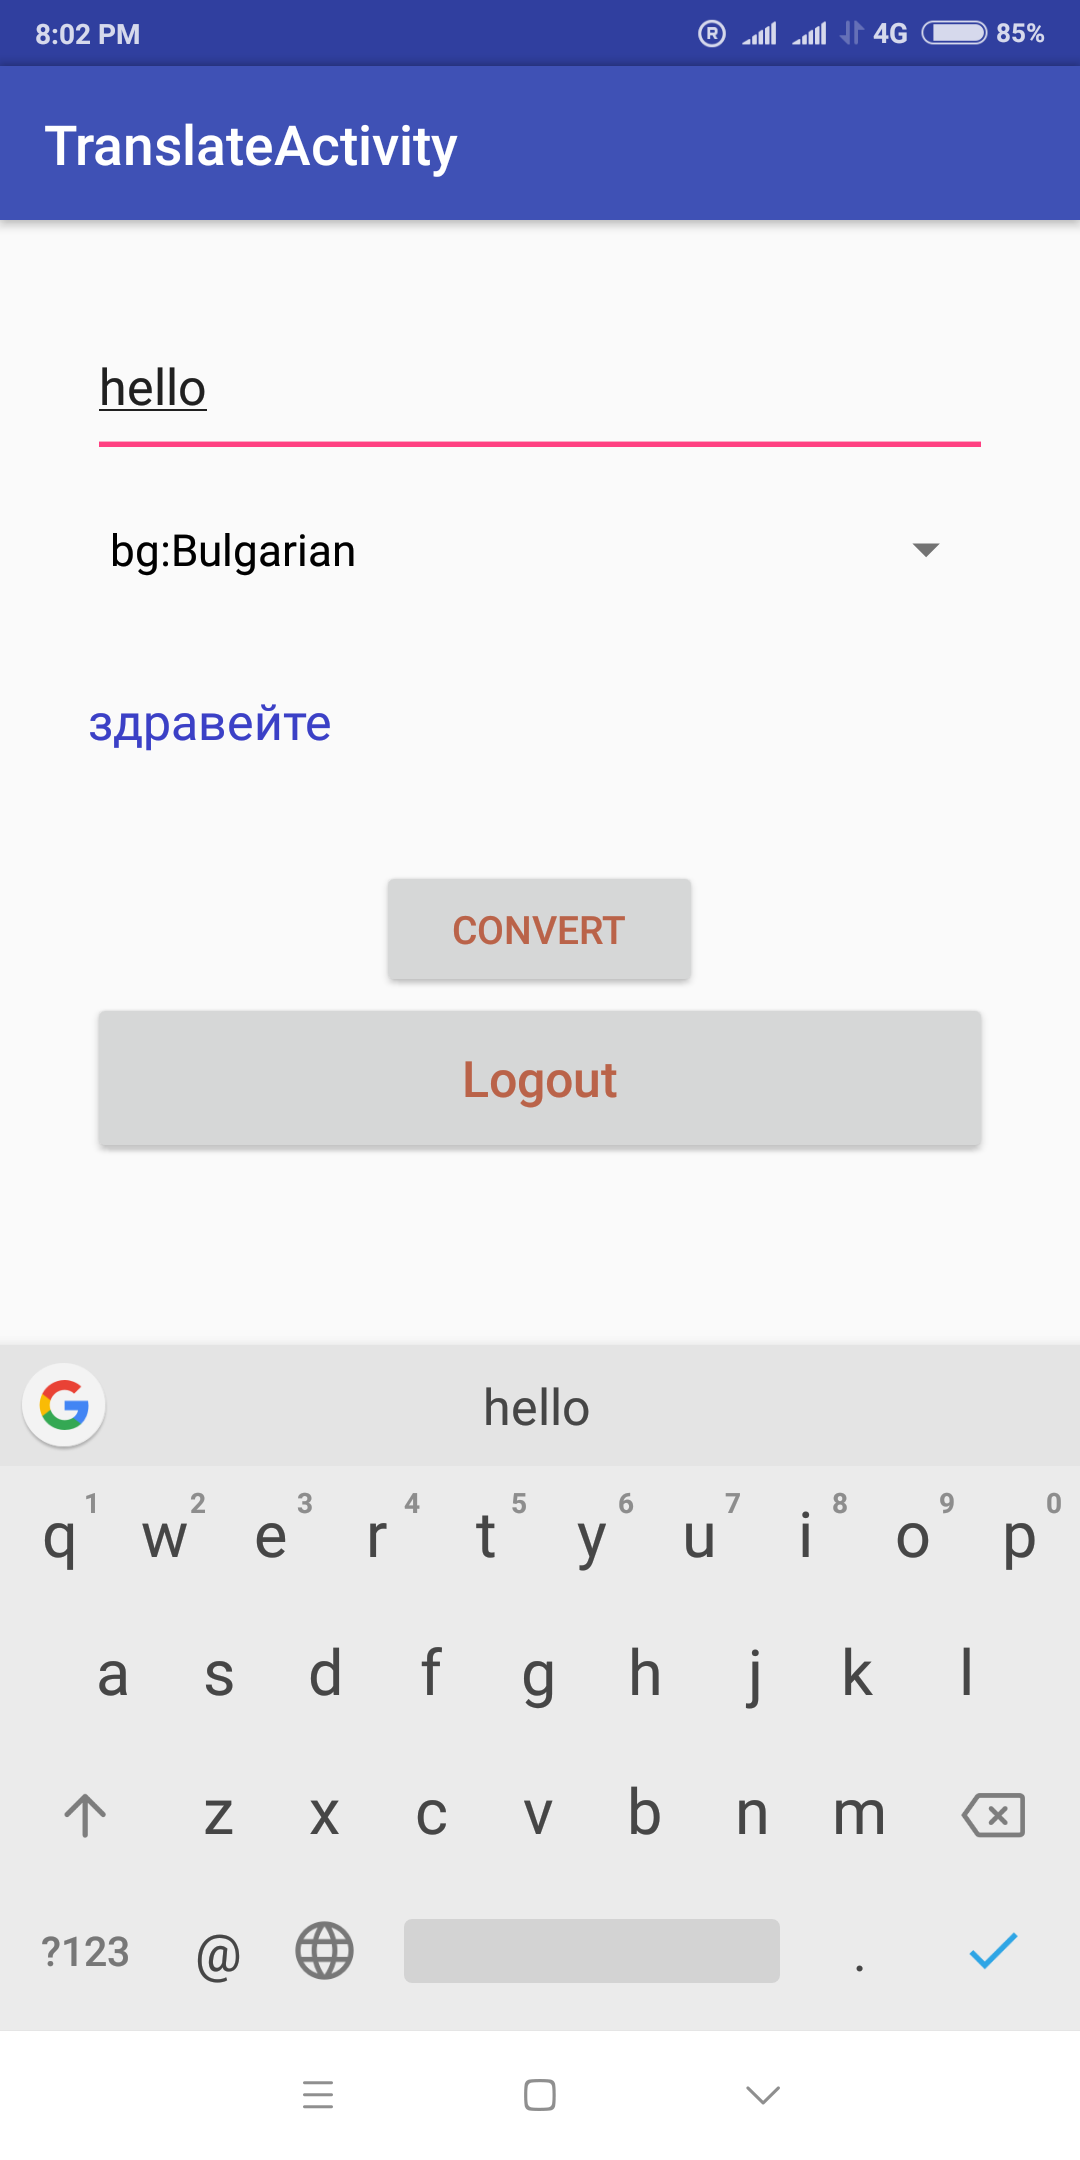 8:02 PM ® 4G 85%
TranslateActivity
hello
bg:Bulgarian
здравейте
CONVERT
Logout
G hello
1 2 3 4 5 6 7 8 9 0
q w e r t y u i o p
a s d f g h j k l
z x c v b n m
?123 @ .